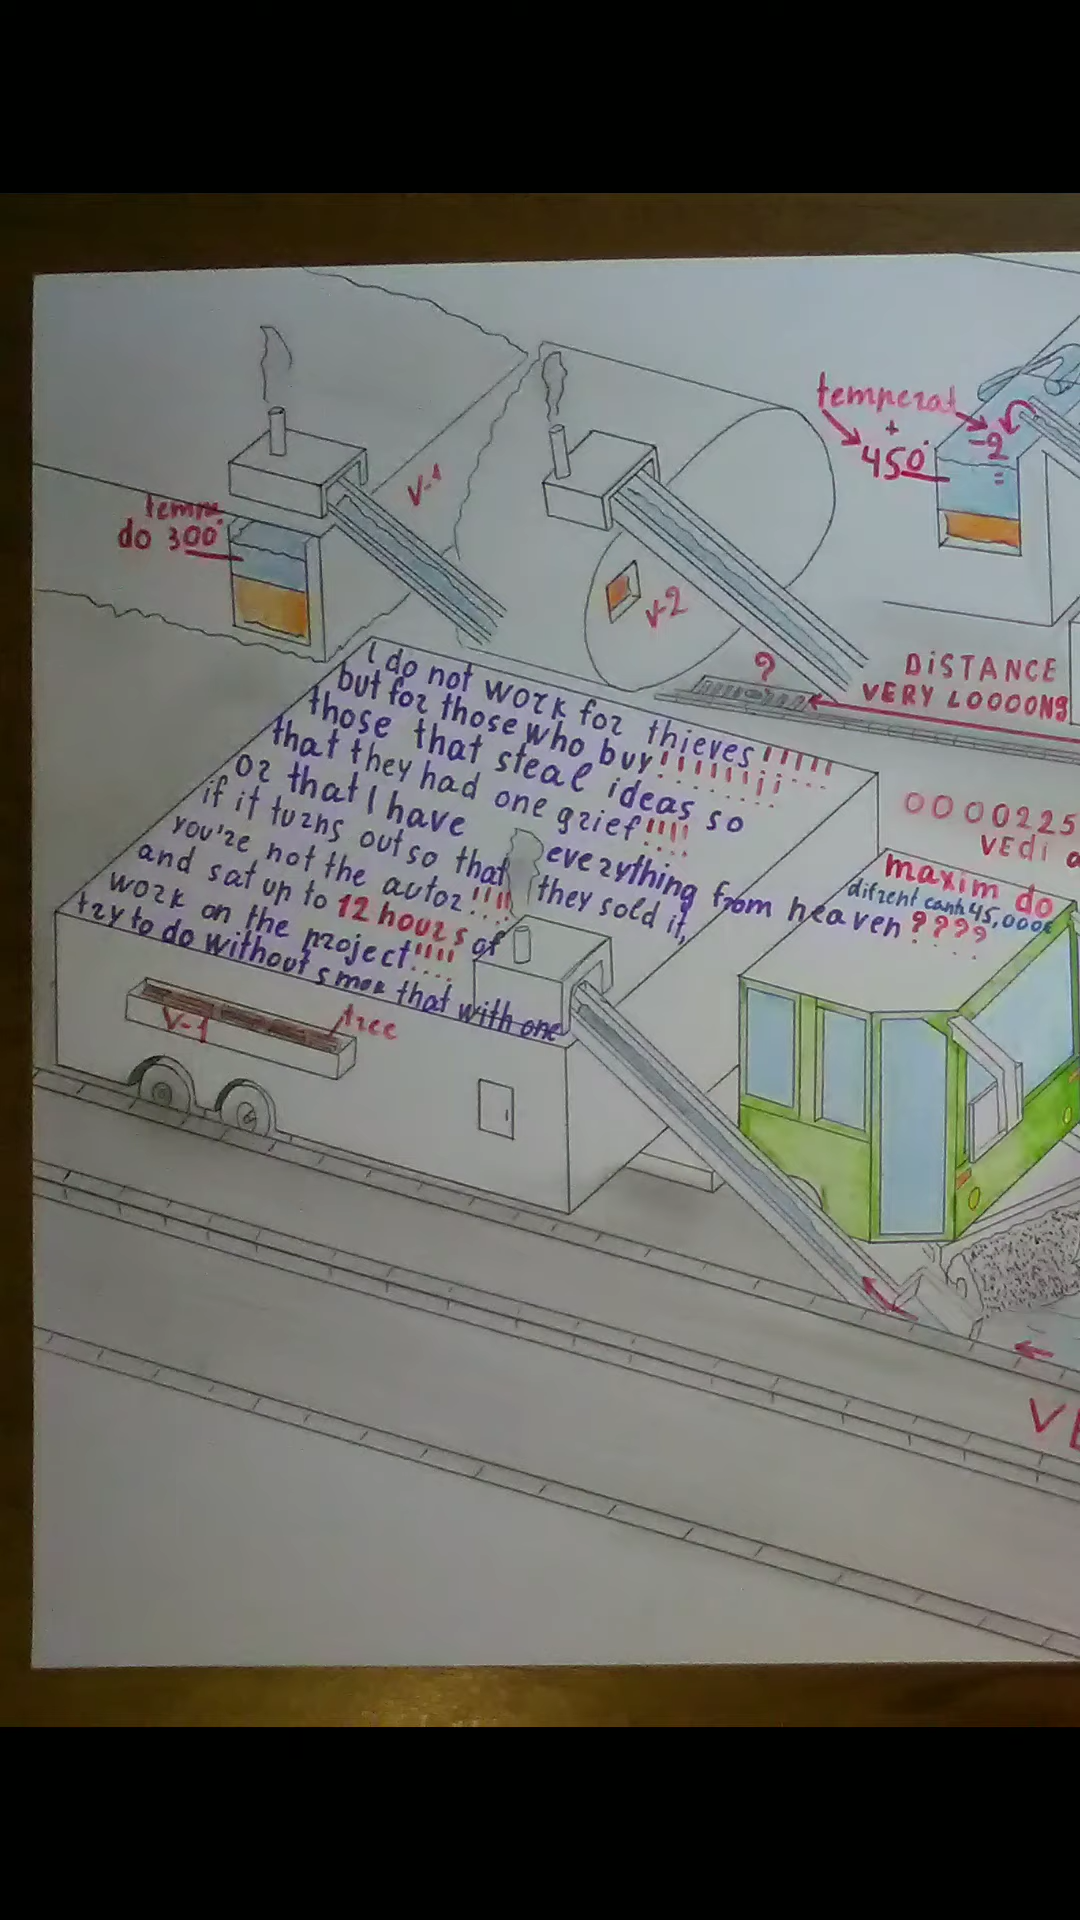 temperat
+
450°
-2
=
V-1
tempe
do 300°
V-2
?
DiSTANCE
VERY LOOOONG
I do not work for thieves!!!!!
but for those who buy!!!!!!!!
those that steal ideas so
that they had one grief!!!!
or that I have everything from heaven????
if it turns out so that they sold it,
you're not the autor!!!!
and sat up to 12 hours of
work on the project!!!!
try to do without smok that with one
0000225
VEdi
maxim do
difrent canh 45,000€
V-1
tree